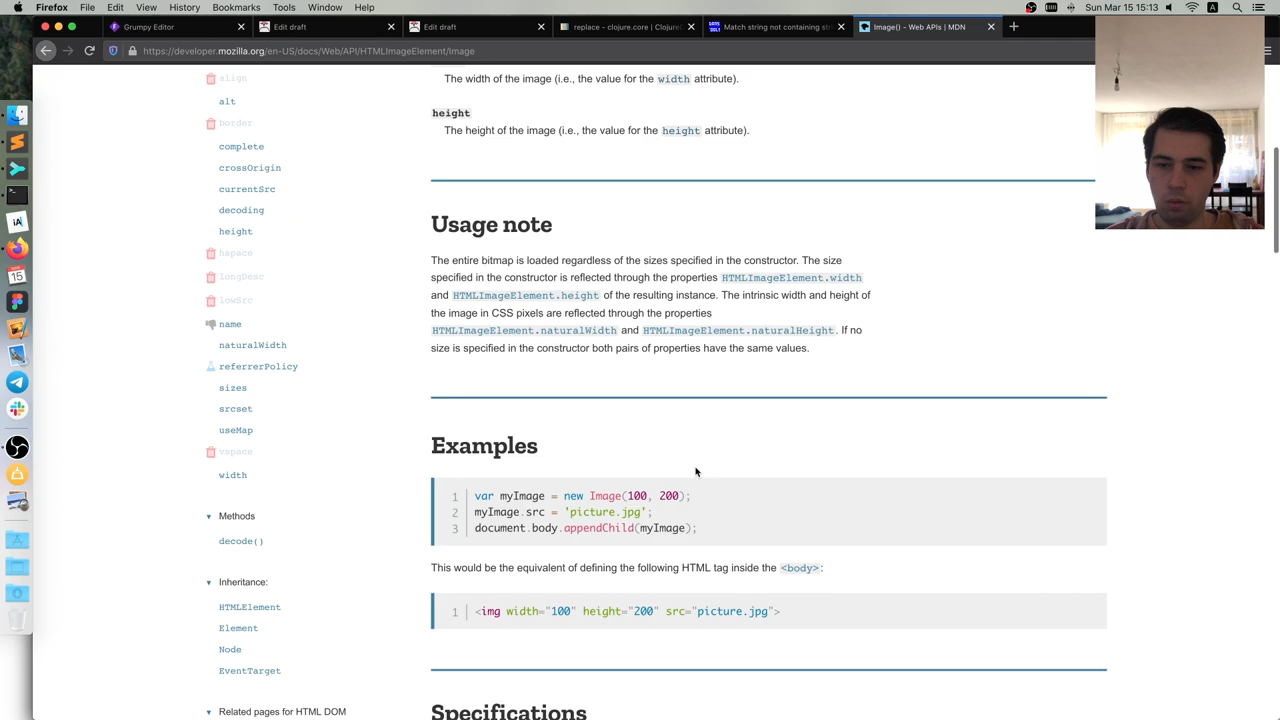 Firefox File Edit View History Bookmarks Tools Window Help
Grumpy Editor
Edit draft
Edit draft
replace - clojure.core | Clojure
Match string not containing st
Image() - Web APIs | MDN
https://developer.mozilla.org/en-US/docs/Web/API/HTMLImageElement/Image
align
alt
border
complete
crossOrigin
currentSrc
decoding
height
hspace
longDesc
lowSrc
name
naturalWidth
referrerPolicy
sizes
srcset
useMap
vspace
width
Methods
decode()
Inheritance:
HTMLElement
Element
Node
EventTarget
Related pages for HTML DOM
The width of the image (i.e., the value for the width attribute).
height
The height of the image (i.e., the value for the height attribute).
Usage note
The entire bitmap is loaded regardless of the sizes specified in the constructor. The size
specified in the constructor is reflected through the properties HTMLImageElement.width
and HTMLImageElement.height of the resulting instance. The intrinsic width and height of
the image in CSS pixels are reflected through the properties
HTMLImageElement.naturalWidth and HTMLImageElement.naturalHeight. If no
size is specified in the constructor both pairs of properties have the same values.
Examples
1 var myImage = new Image(100, 200);
2 myImage.src = 'picture.jpg';
3 document.body.appendChild(myImage);
This would be the equivalent of defining the following HTML tag inside the <body>:
1 <img width="100" height="200" src="picture.jpg">
Specifications
iA
15